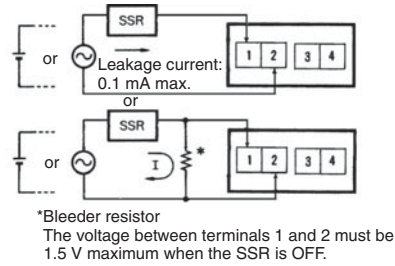 SSR
or
Leakage current:
0.1 mA max.
1 2 3 4
or
SSR
or
I
*
1 2 3 4
*Bleeder resistor
The voltage between terminals 1 and 2 must be
1.5 V maximum when the SSR is OFF.